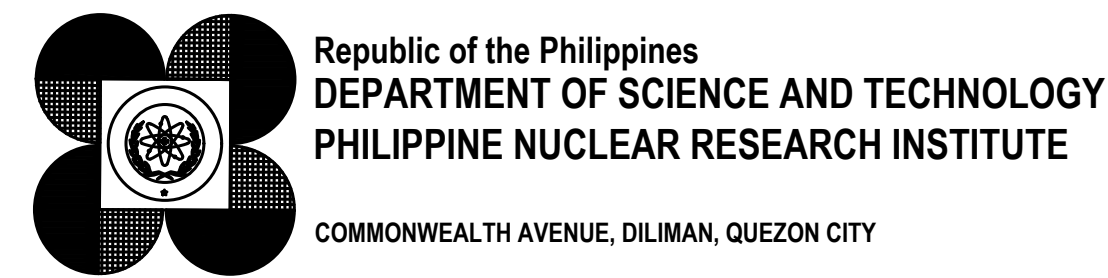 Republic of the Philippines
DEPARTMENT OF SCIENCE AND TECHNOLOGY
PHILIPPINE NUCLEAR RESEARCH INSTITUTE
COMMONWEALTH AVENUE, DILIMAN, QUEZON CITY